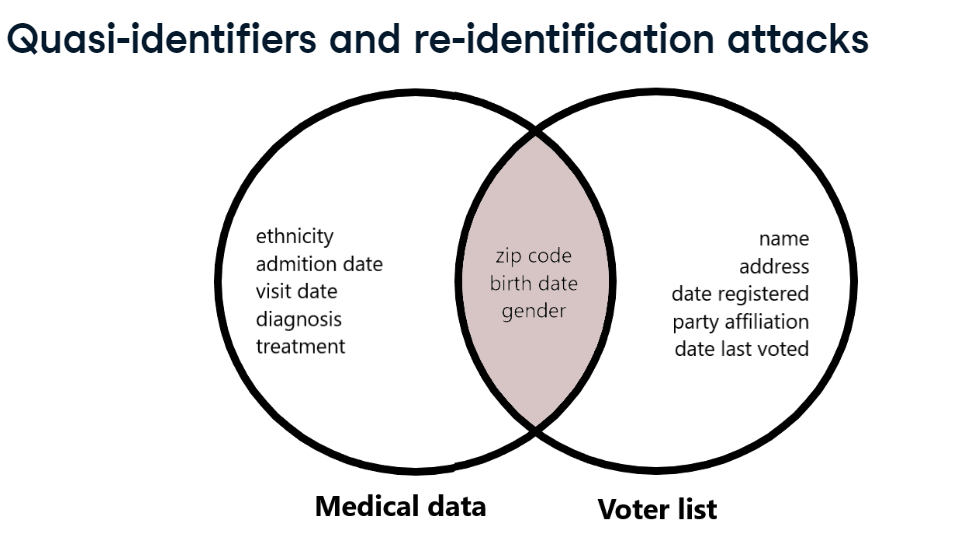 Quasi-identifiers and re-identification attacks
ethnicity
admition date
visit date
diagnosis
treatment
zip code
birth date
gender
name
address
date registered
party affiliation
date last voted
Medical data
Voter list